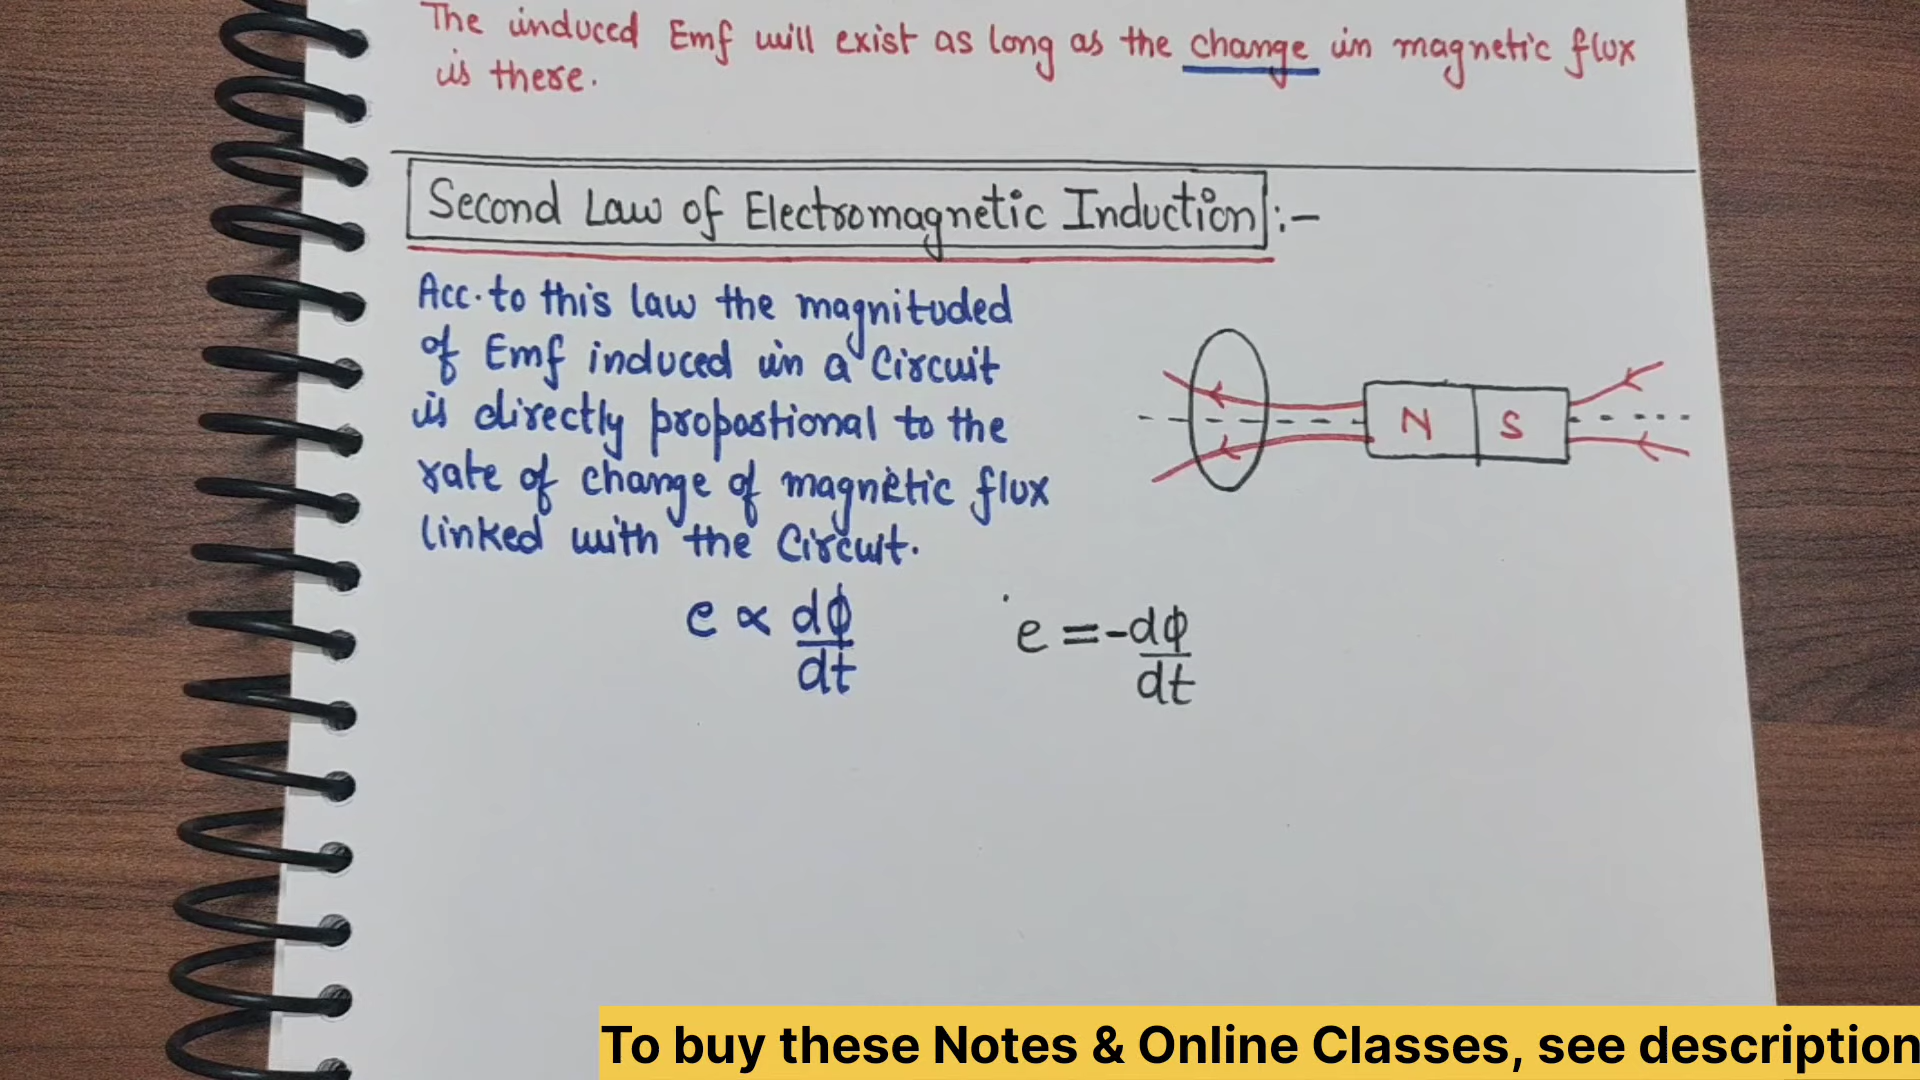 The induced Emf will exist as long as the change in magnetic flux
is there.
Second Law of Electromagnetic Induction :-
Acc. to this law the magnituded
of Emf induced in a Circuit
is directly proportional to the
rate of change of magnetic flux
linked with the Circuit.
N S
e ∝ dϕ/dt e = -dϕ/dt
To buy these Notes & Online Classes, see description